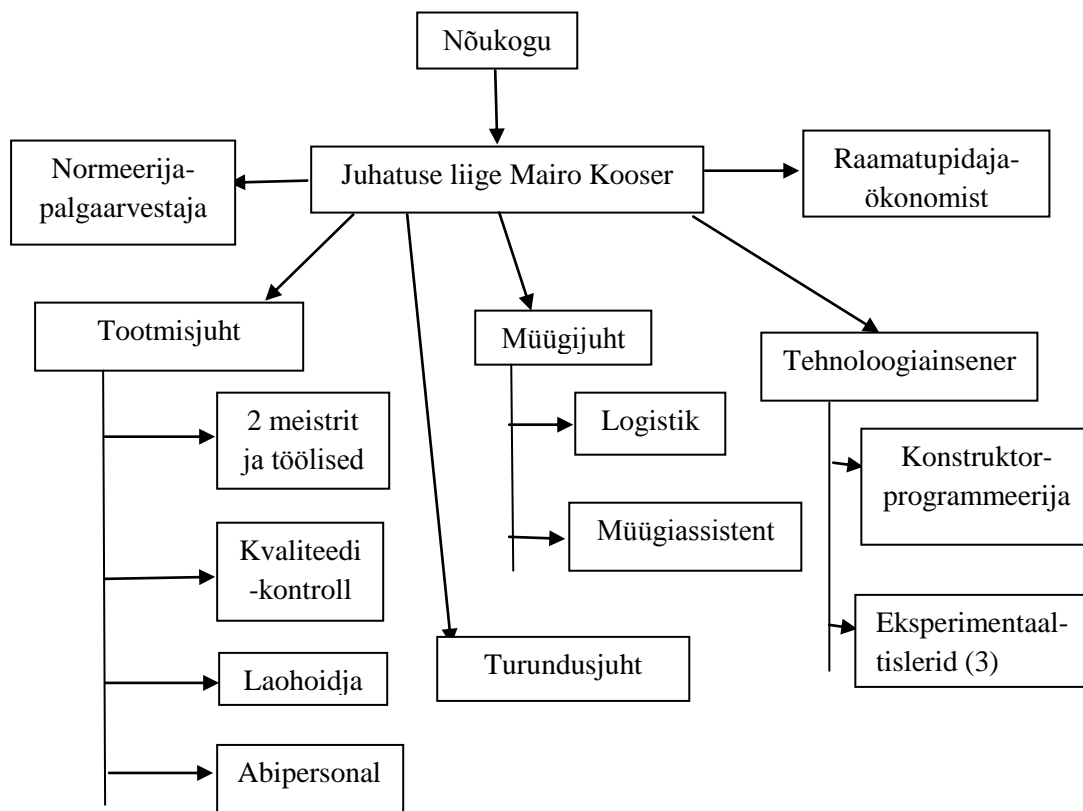 Nõukogu
Normeerija-
palgaarvestaja
Juhatuse liige Mairo Kooser
Raamatupidaja-
ökonomist
Tootmisjuht
Müügijuht
Tehnoloogiainsener
2 meistrit
ja töölised
Logistik
Konstruktor-
programmeerija
Kvaliteedi
-kontroll
Müügiassistent
Eksperimentaal-
tislerid (3)
Turundusjuht
Laohoidja
Abipersonal